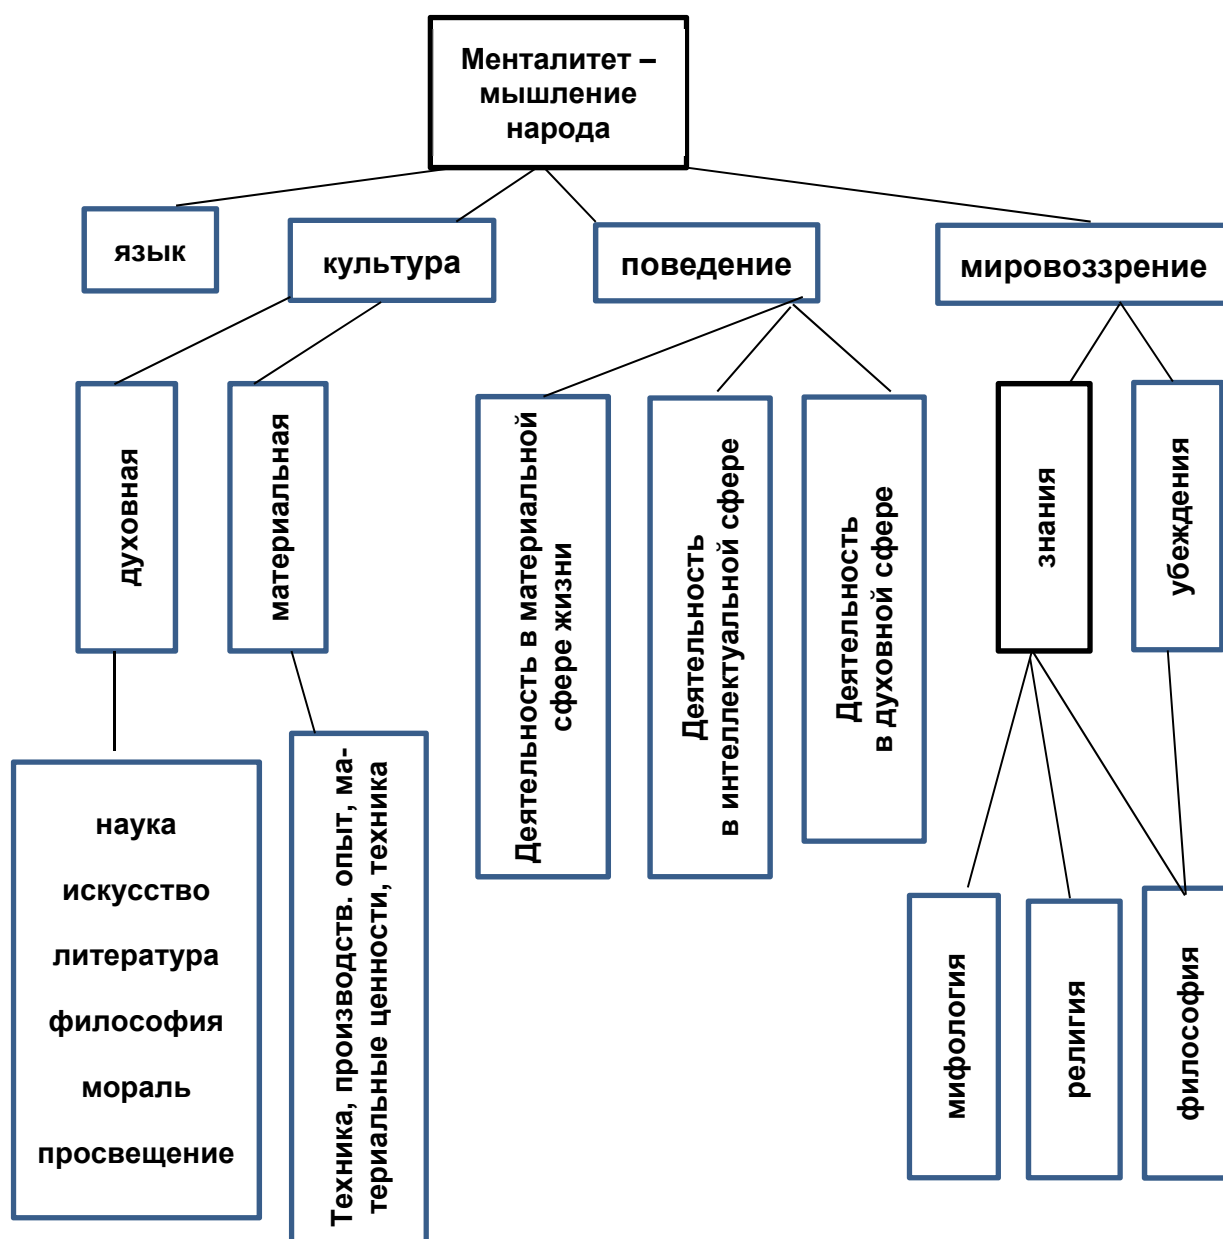 Менталитет –
мышление
народа
язык
культура
поведение
мировоззрение
духовная
материальная
Деятельность в материальной
сфере жизни
Деятельность
в интеллектуальной сфере
Деятельность
в духовной сфере
знания
убеждения
наука
искусство
литература
философия
мораль
просвещение
Техника, производств. опыт, ма-
териальные ценности, техника
мифология
религия
философия